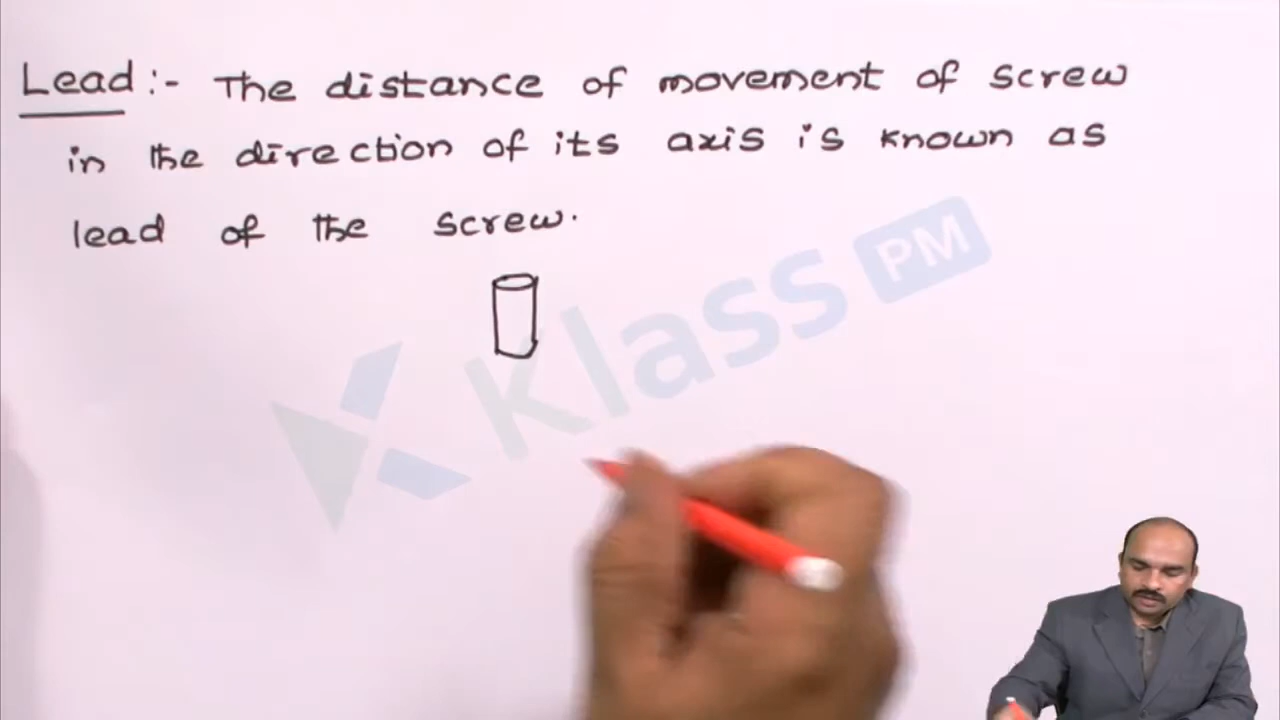 Lead :- The distance of movement of screw
in the direction of its axis is known as
lead of the screw.
Klass PM